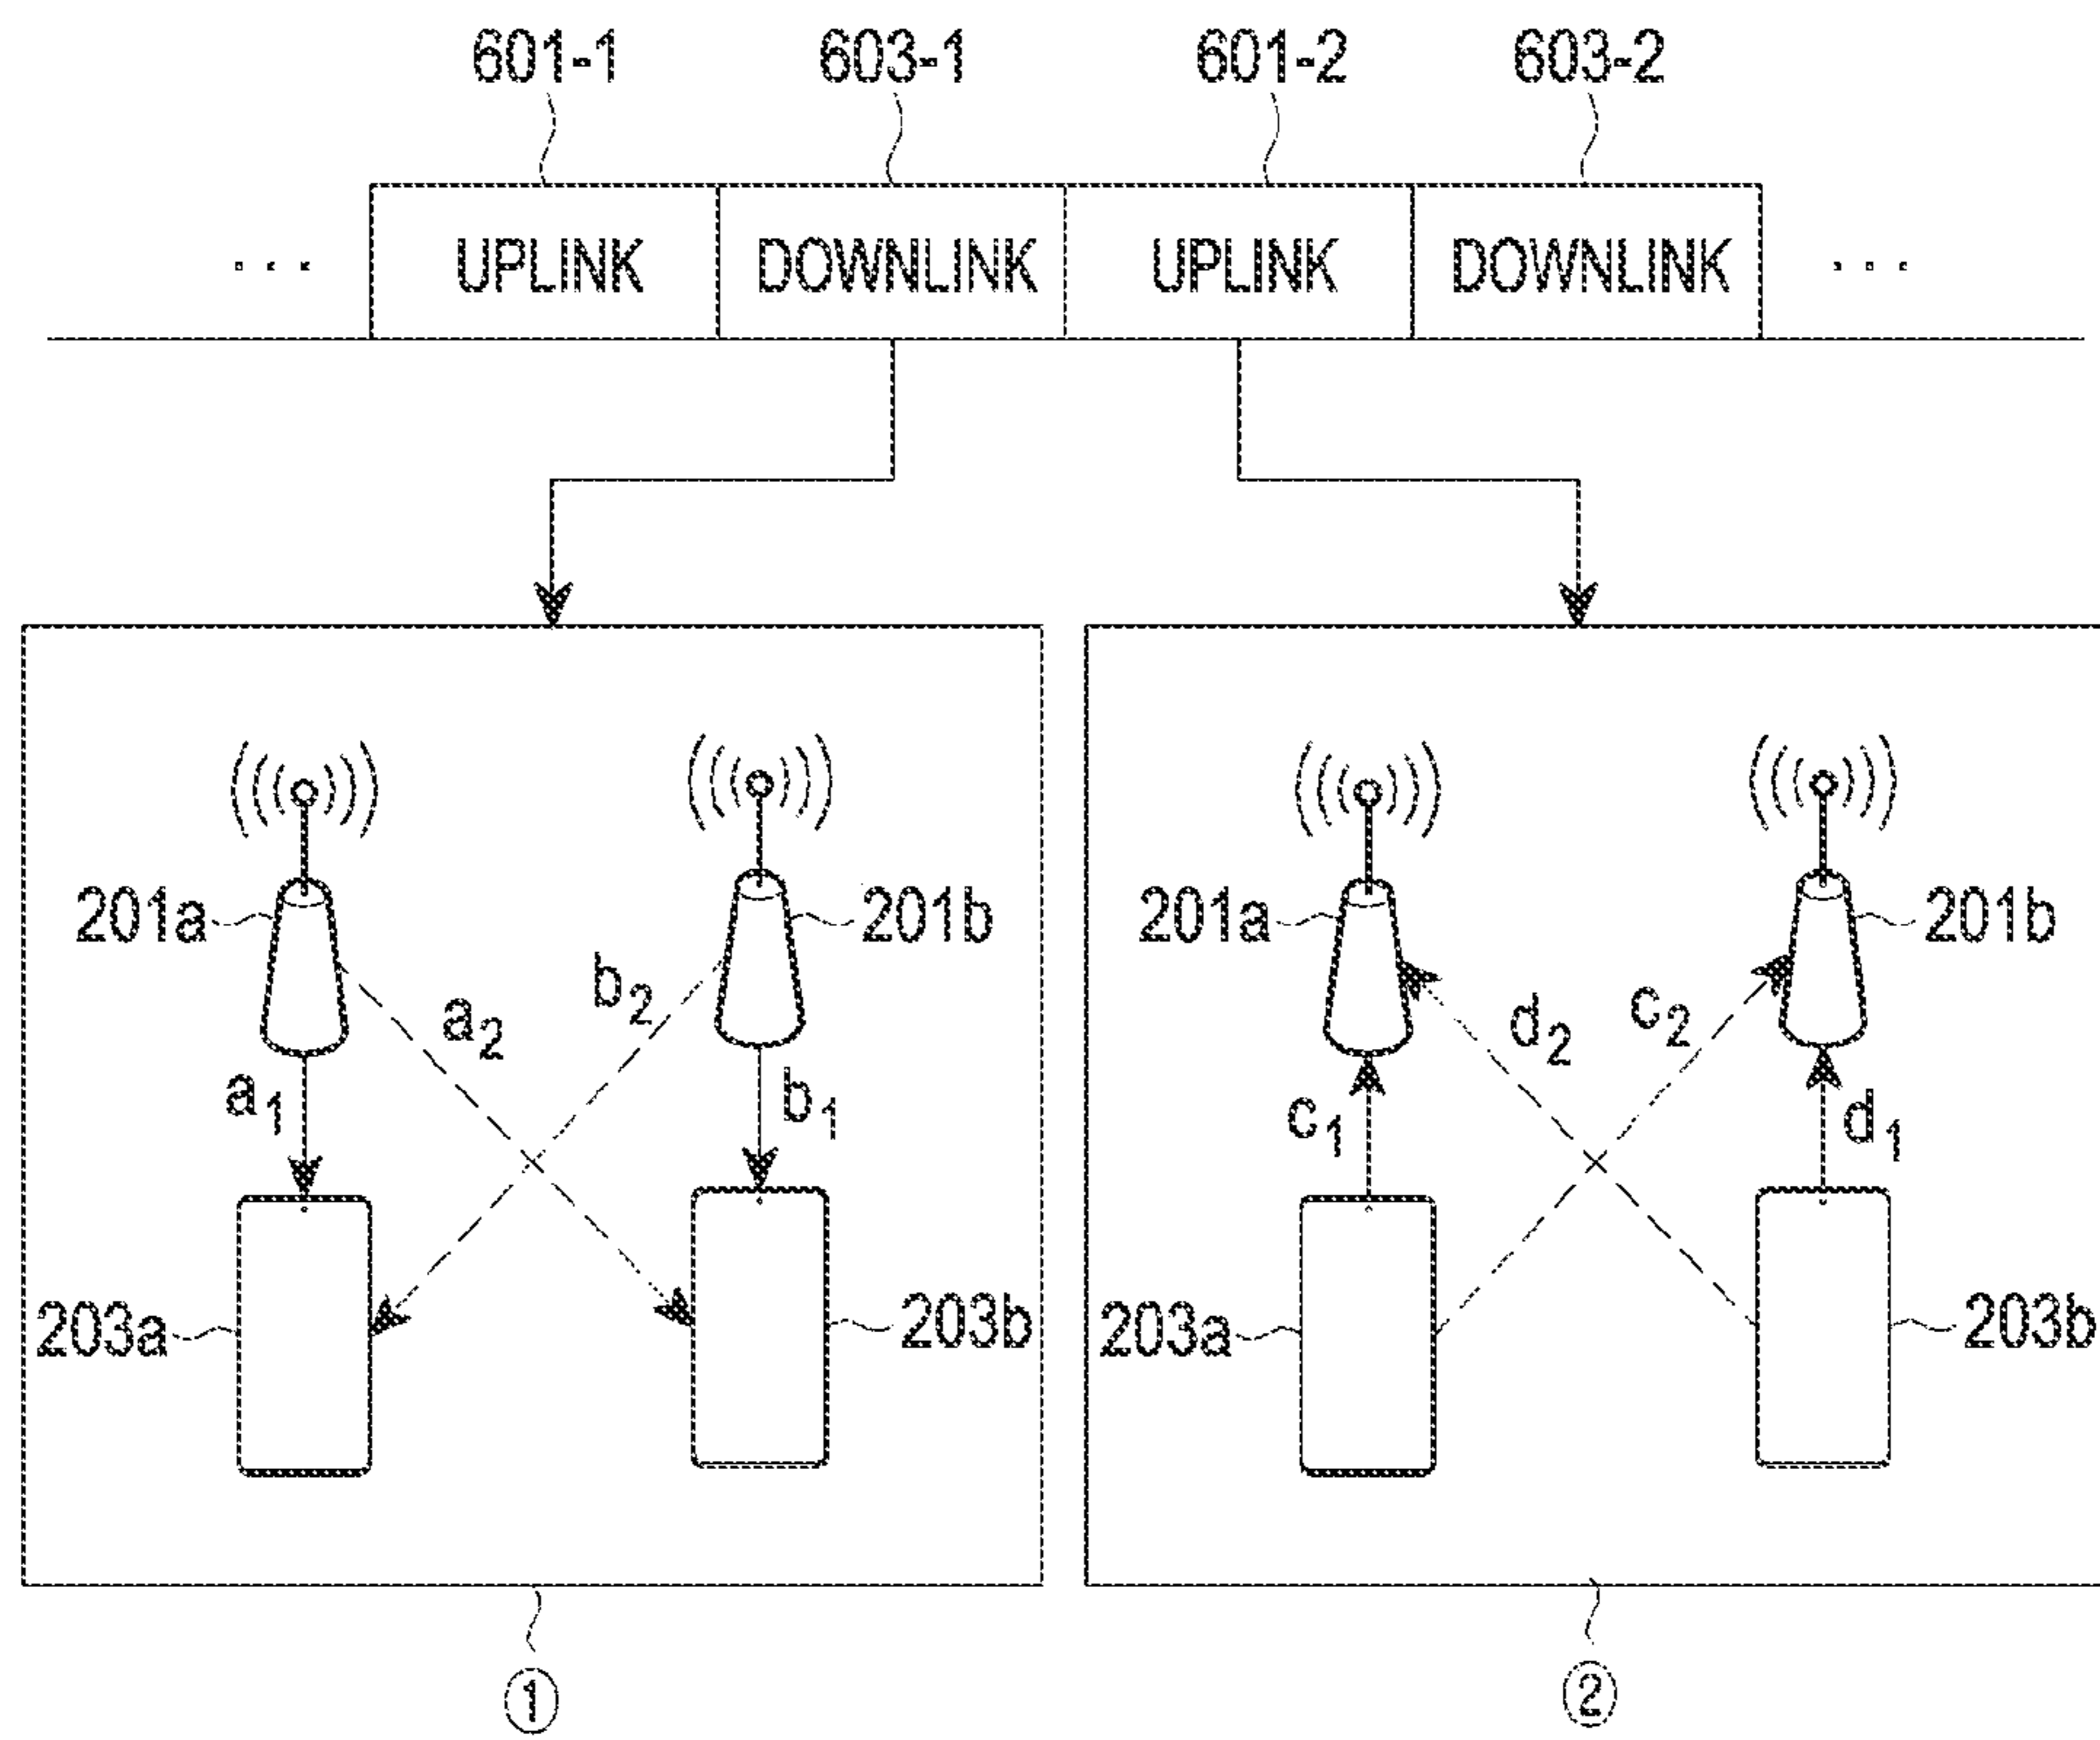 601-1 603-1 601-2 603-2
... UPLINK DOWNLINK UPLINK DOWNLINK ...
201a 201b 201a 201b
a2 b2 d2 c2
a1 b1 c1 d1
203a 203b 203a 203b
① ②